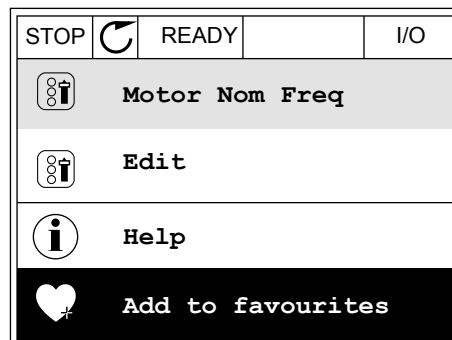 STOP READY I/O
Motor Nom Freq
Edit
Help
Add to favourites